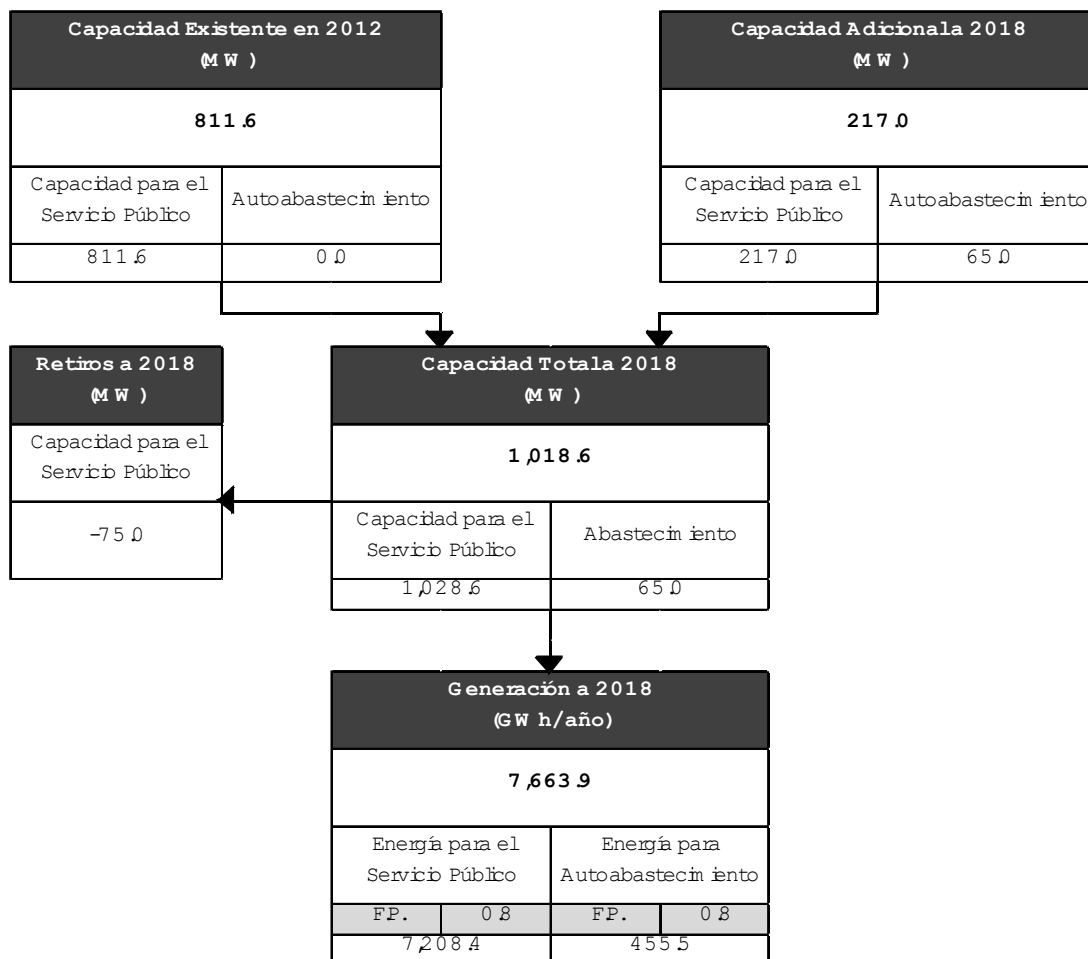 Capacidad Existente en 2012
(MW)
811.6
Capacidad para el
Servicio Público
Autoabastecimiento
811.6
0.0
Capacidad Adicional a 2018
(MW)
217.0
Capacidad para el
Servicio Público
Autoabastecimiento
217.0
65.0
Retiros a 2018
(MW)
Capacidad para el
Servicio Público
-75.0
Capacidad Total a 2018
(MW)
1,018.6
Capacidad para el
Servicio Público
Abastecimiento
1,028.6
65.0
Generación a 2018
(GWh/año)
7,663.9
Energía para el
Servicio Público
Energía para
Autoabastecimiento
F.P.
0.8
F.P.
0.8
7,208.4
455.5